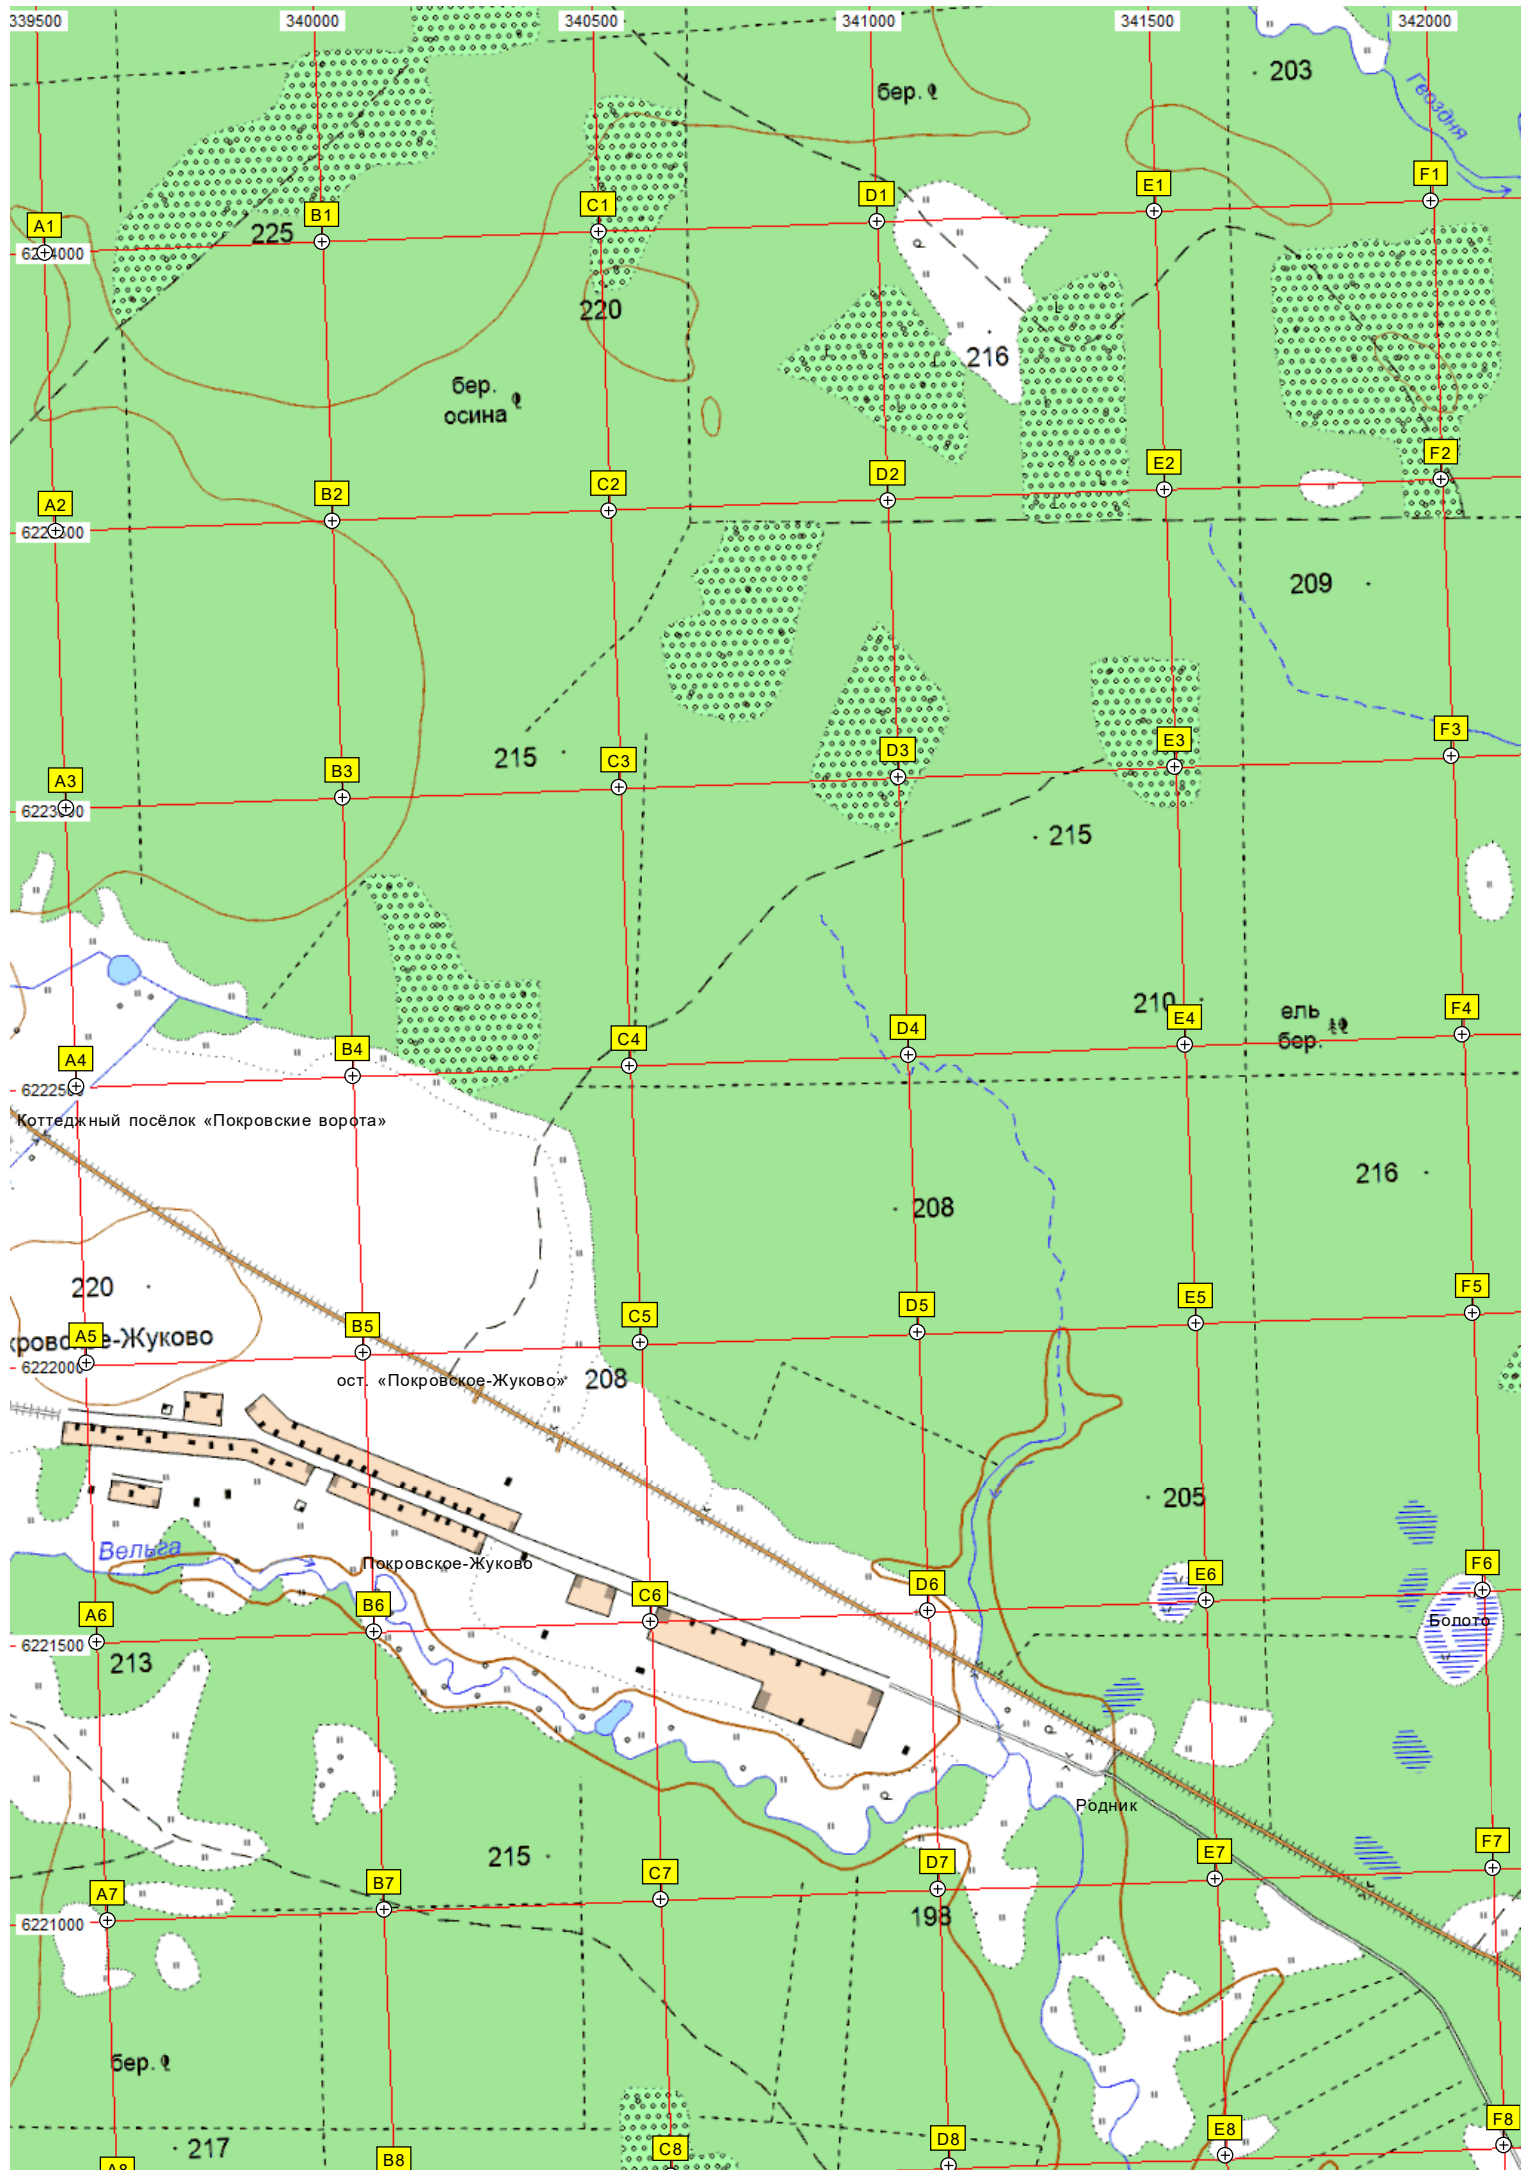 339500 340000 340500 341000 341500 342000
203
бер.
Гвоздня
F1
E1
D1
C1
B1
A1
225
220
216
бер.
осина
F2
E2
D2
C2
B2
A2
209
F3
E3
D3
C3
B3
A3
215
6223000
215
210
ель
бер.
F4
E4
D4
C4
B4
A4
6222500
Коттеджный посёлок «Покровские ворота»
216
208
220
F5
E5
D5
C5
B5
A5
кровское-Жуково
6222000
ост. «Покровское-Жуково»
208
205
Вельга
Покровское-Жуково
F6
E6
D6
C6
B6
A6
Болото
6221500
213
Родник
215
F7
E7
D7
C7
B7
A7
198
6221000
бер.
217
F8
E8
D8
C8
B8
A8